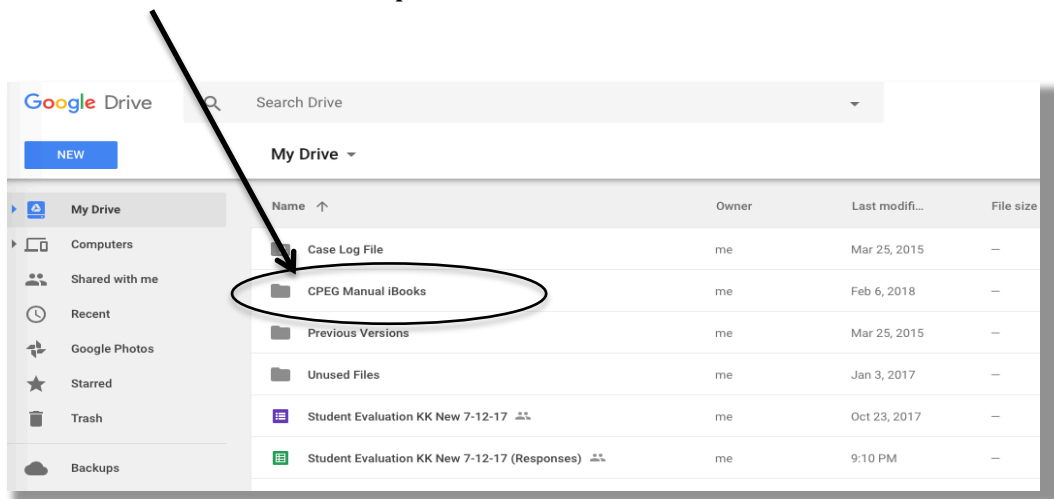 Google Drive Search Drive
NEW My Drive
My Drive Name ↑ Owner Last modifi... File size
Computers Case Log File me Mar 25, 2015 —
Shared with me CPEG Manual iBooks me Feb 6, 2018 —
Recent Previous Versions me Mar 25, 2015 —
Google Photos Unused Files me Jan 3, 2017 —
Starred Student Evaluation KK New 7-12-17 me Oct 23, 2017 —
Trash Student Evaluation KK New 7-12-17 (Responses) me 9:10 PM —
Backups